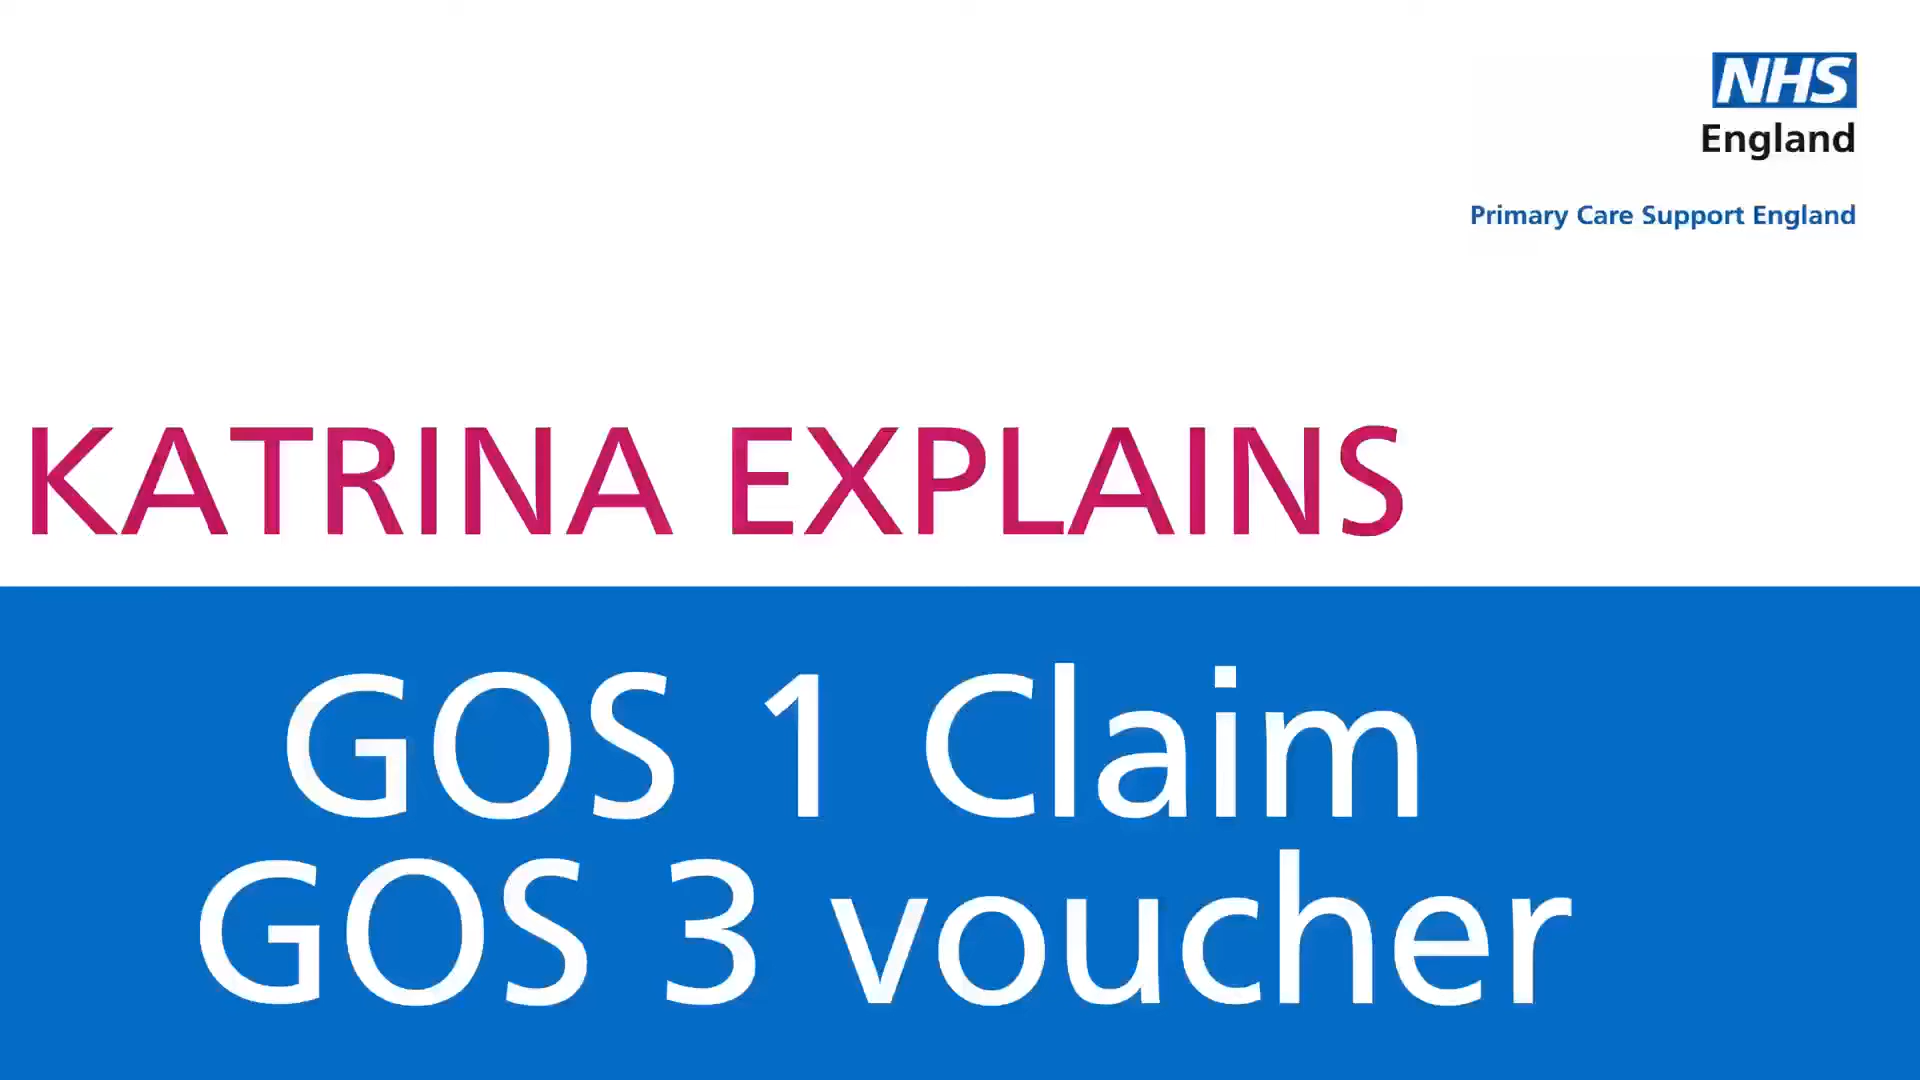 NHS
England
Primary Care Support England
KATRINA EXPLAINS
GOS 1 Claim
GOS 3 voucher